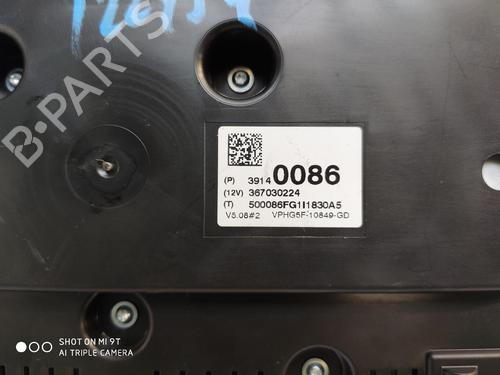 B-PARTS
(P) 3914 0086
(12V) 367030224
(T) 500086FG1I1830A5
V5.08#2 VPHG5F-10849-GD
SHOT ON MI 9T
AI TRIPLE CAMERA